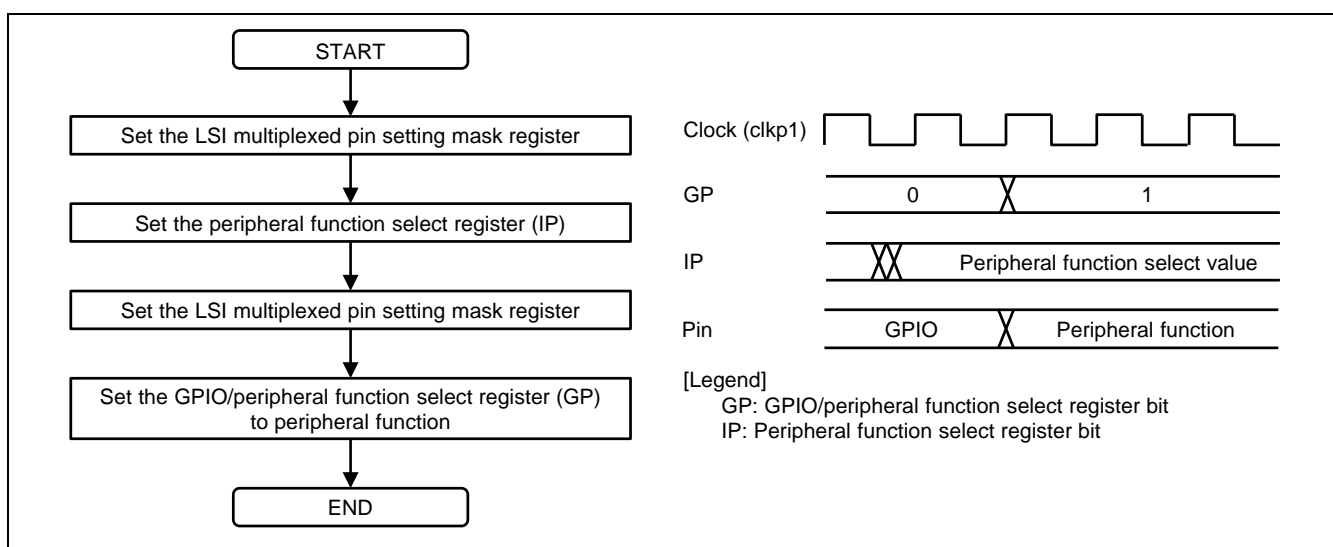 START
Set the LSI multiplexed pin setting mask register
Set the peripheral function select register (IP)
Set the LSI multiplexed pin setting mask register
Set the GPIO/peripheral function select register (GP)
to peripheral function
END
Clock (clkp1)
GP
0
1
IP
Peripheral function select value
Pin
GPIO
Peripheral function
[Legend]
GP: GPIO/peripheral function select register bit
IP: Peripheral function select register bit